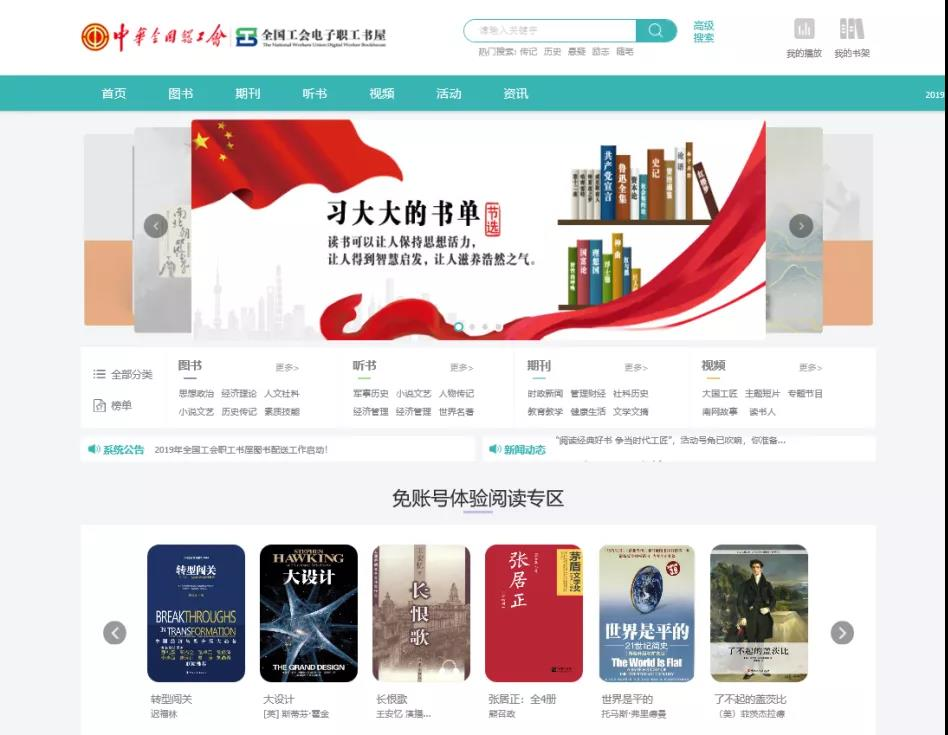 中华全国总工会
全国工会电子职工书屋
The National Workers Union Digital Worker Bookhouse
请输入关键字
高级
搜索
热门搜索: 传记 历史 悬疑 励志 随笔
我的播放 我的书架
首页 图书 期刊 听书 视频 活动 资讯
2019
习大大的书单 节选
读书可以让人保持思想活力,
让人得到智慧启发, 让人滋养浩然之气。
共产党宣言
鲁迅全集
史记
论语
红楼梦
国富论
理想国
神曲
全部分类
榜单
图书 更多>
思想政治 经济理论 人文社科
小说文艺 历史传记 素质技能
听书 更多>
军事历史 小说文艺 人物传记
经济管理 经济管理 世界名著
期刊 更多>
时政新闻 管理财经 社科历史
教育教学 健康生活 文学文摘
视频 更多>
大国工匠 主题短片 专题节目
南网故事 读书人
系统公告 2019年全国工会职工书屋图书配送工作启动!
新闻动态 “阅读经典好书 争当时代工匠”, 活动号角已吹响, 你准备...
免账号体验阅读专区
转型闯关
BREAKTHROUGHS
IN TRANSFORMATION
STEPHEN
HAWKING
大设计
THE GRAND DESIGN
长恨歌
张居正
茅盾文学奖
世界是平的
21世纪简史
The World Is Flat
了不起的盖茨比
转型闯关
迟福林
大设计
[英] 斯蒂芬·霍金
长恨歌
王安忆 演播...
张居正: 全4册
熊召政
世界是平的
托马斯·弗里德曼
了不起的盖茨比
(美) 菲茨杰拉德